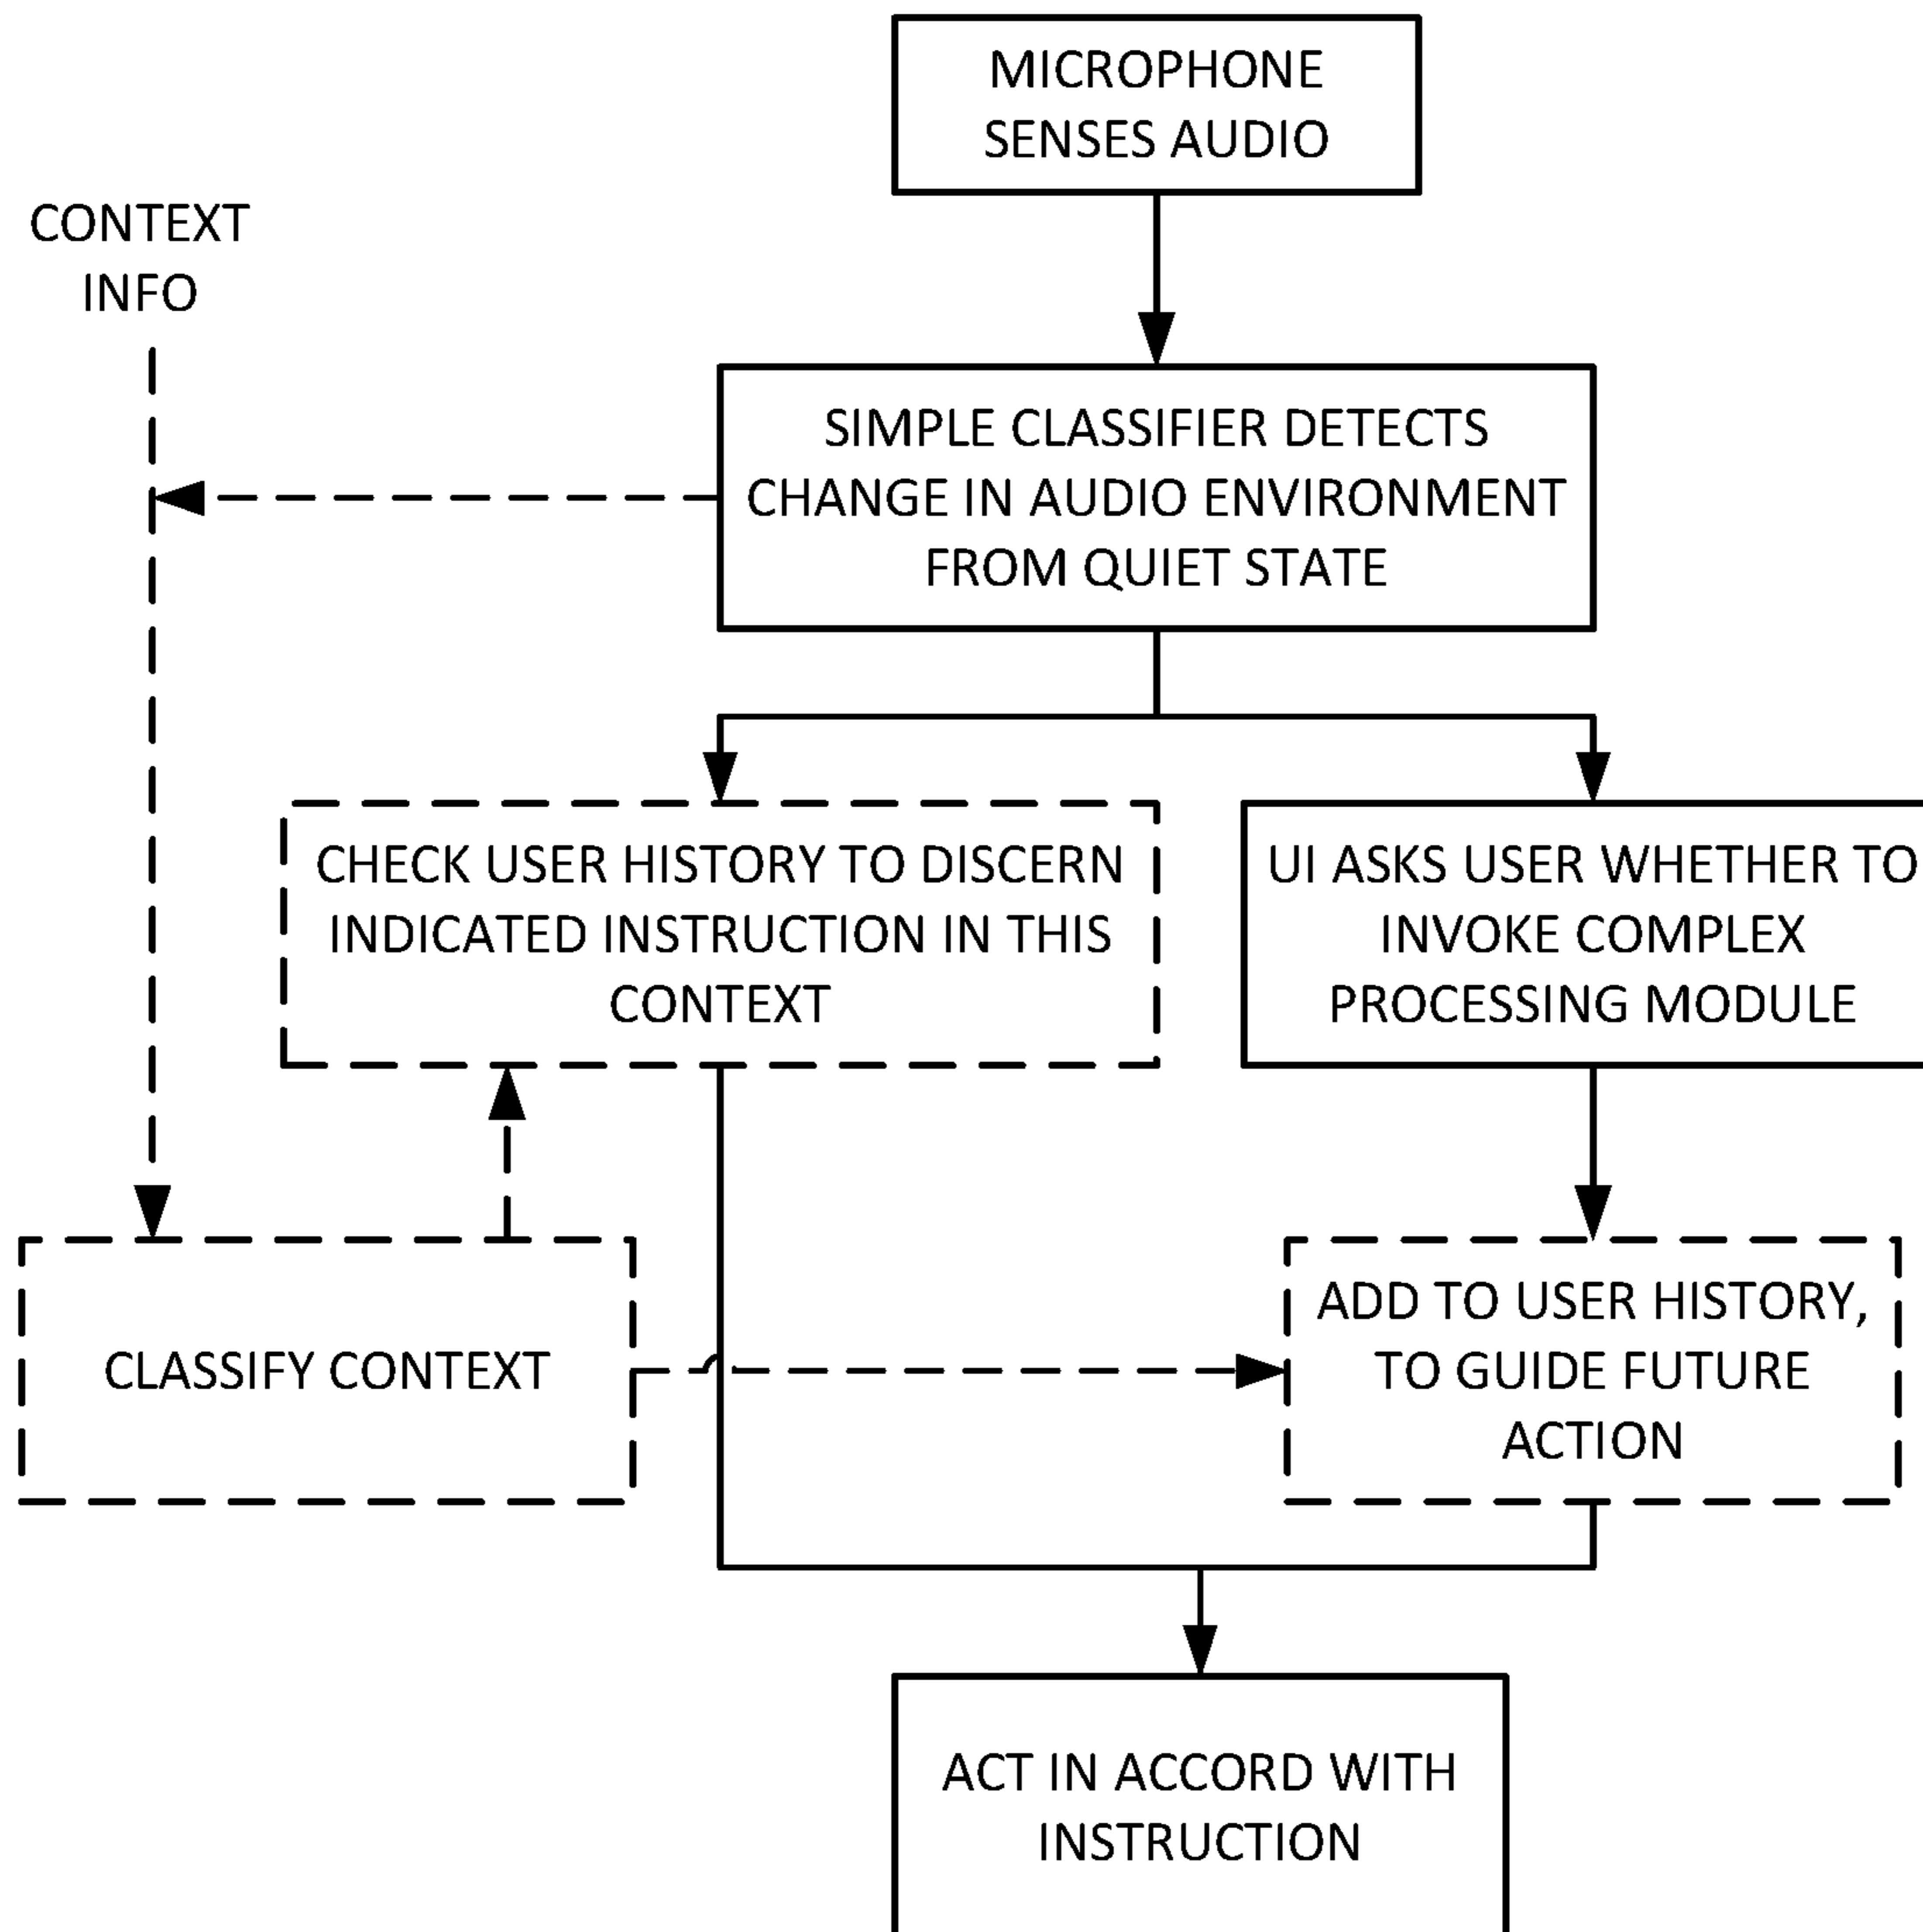 MICROPHONE
SENSES AUDIO
CONTEXT
INFO
SIMPLE CLASSIFIER DETECTS
CHANGE IN AUDIO ENVIRONMENT
FROM QUIET STATE
CHECK USER HISTORY TO DISCERN
INDICATED INSTRUCTION IN THIS
CONTEXT
UI ASKS USER WHETHER TO
INVOKE COMPLEX
PROCESSING MODULE
CLASSIFY CONTEXT
ADD TO USER HISTORY,
TO GUIDE FUTURE
ACTION
ACT IN ACCORD WITH
INSTRUCTION